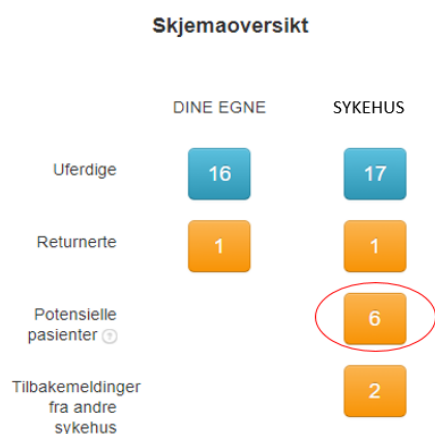 Skjemaoversikt
DINE EGNE SYKEHUS
Uferdige 16 17
Returnerte 1 1
Potensielle
pasienter ? 6
Tilbakemeldinger
fra andre
sykehus 2